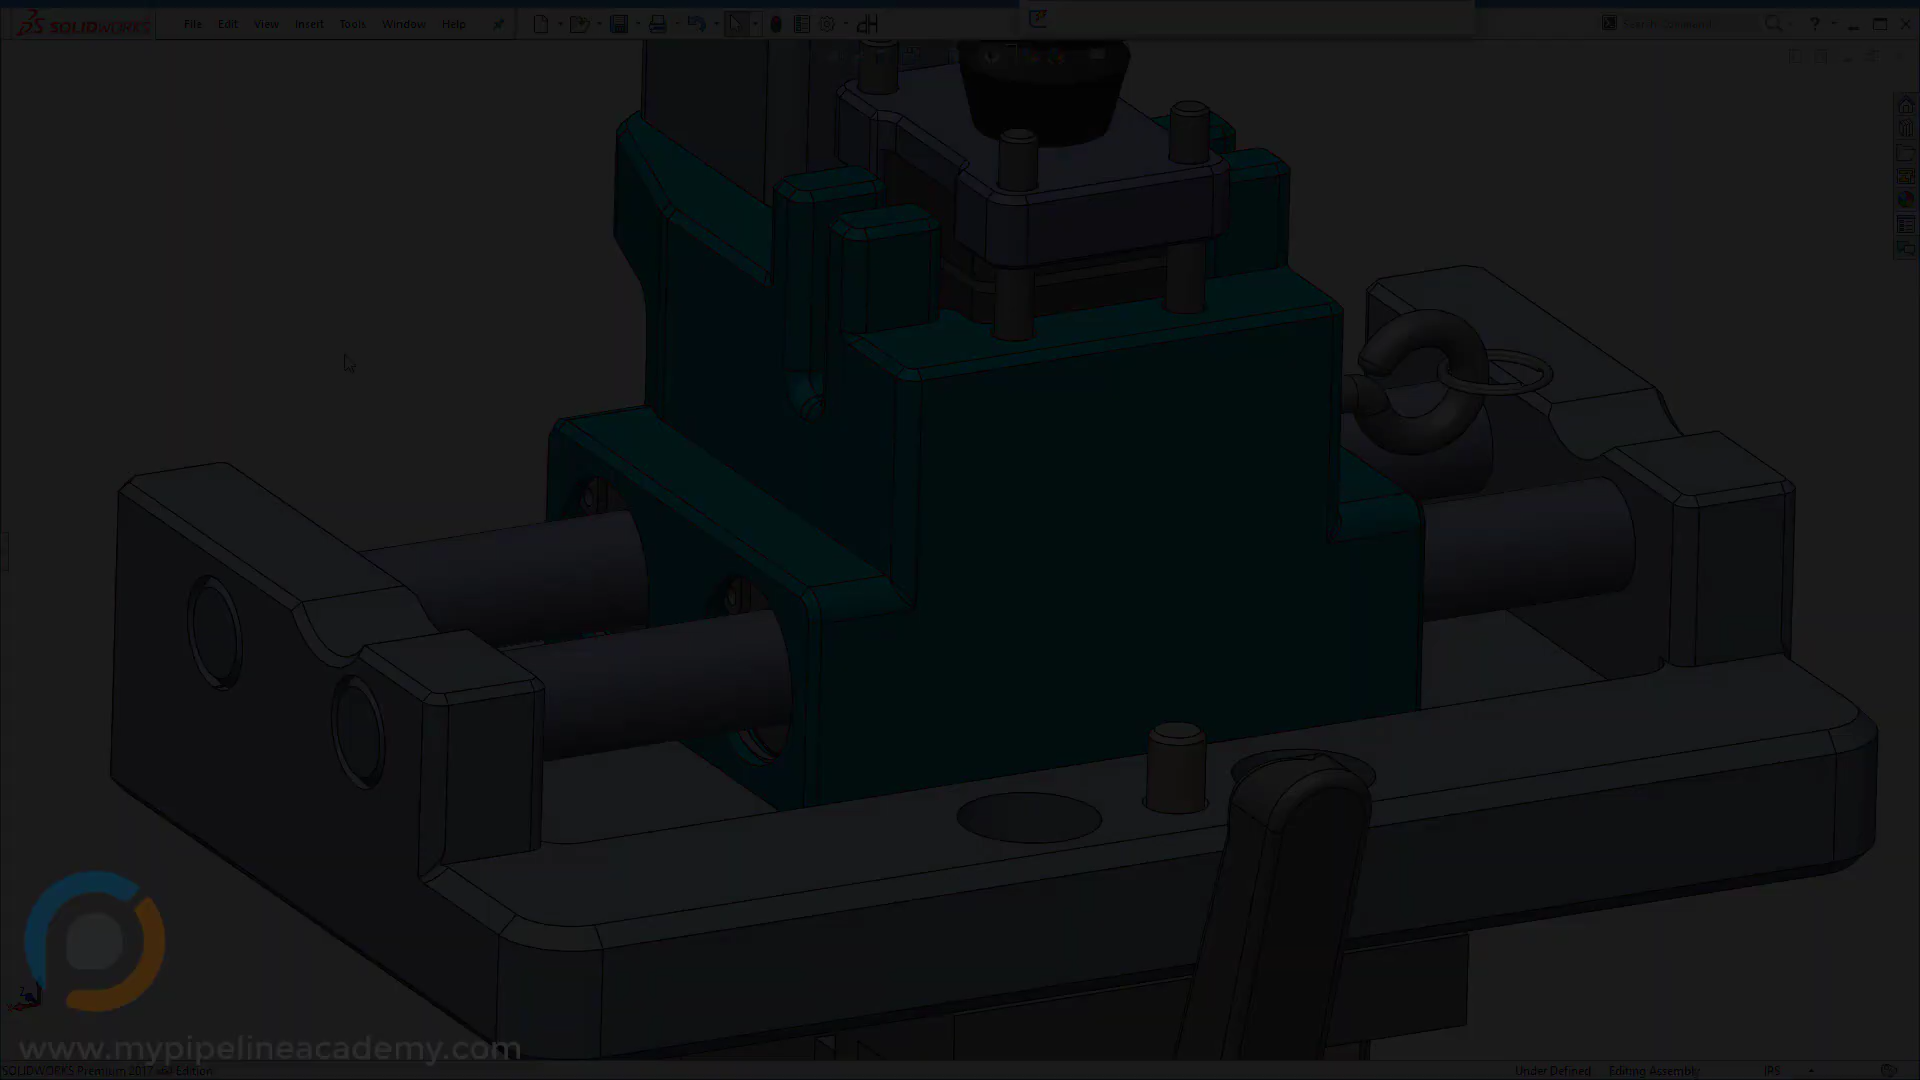 SOLIDWORKS File Edit View Insert Tools Window Help
Search Command
www.mypipelineacademy.com
SOLIDWORKS Premium 2017 x64 Edition
Under Defined Editing Assembly IPS